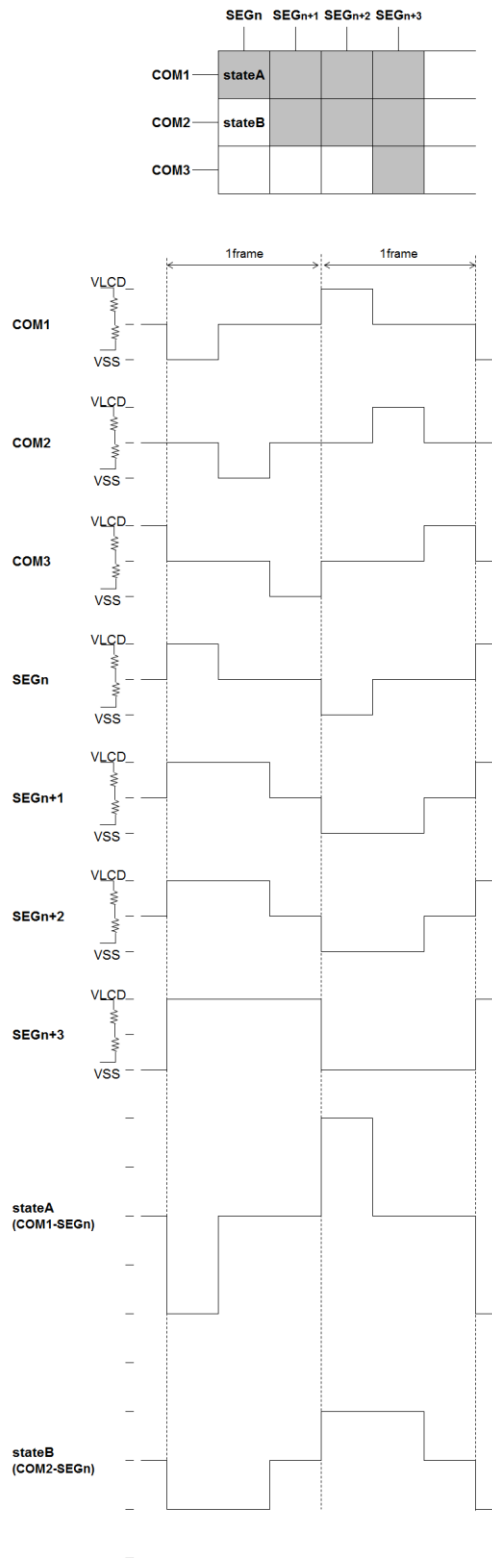 SEGn SEGn+1 SEGn+2 SEGn+3
COM1 stateA
COM2 stateB
COM3
1frame 1frame
VLCD
COM1
VSS
VLCD
COM2
VSS
VLCD
COM3
VSS
VLCD
SEGn
VSS
VLCD
SEGn+1
VSS
VLCD
SEGn+2
VSS
VLCD
SEGn+3
VSS
stateA
(COM1-SEGn)
stateB
(COM2-SEGn)